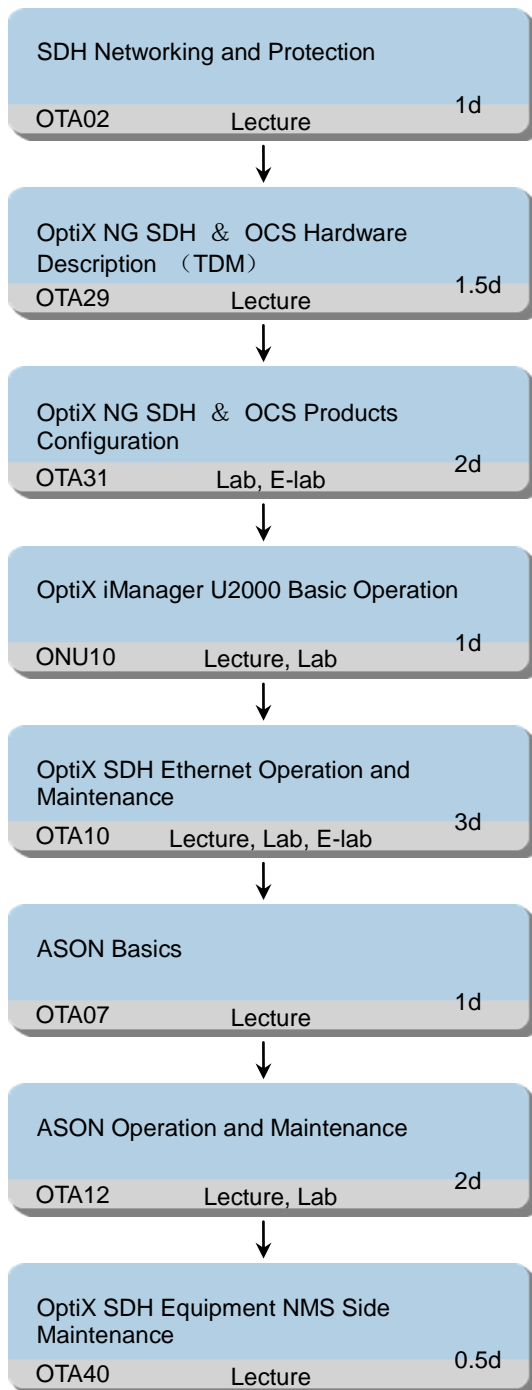 SDH Networking and Protection
1d
OTA02 Lecture
OptiX NG SDH ＆ OCS Hardware
Description （TDM）
1.5d
OTA29 Lecture
OptiX NG SDH ＆ OCS Products
Configuration
2d
OTA31 Lab, E-lab
OptiX iManager U2000 Basic Operation
1d
ONU10 Lecture, Lab
OptiX SDH Ethernet Operation and
Maintenance
3d
OTA10 Lecture, Lab, E-lab
ASON Basics
1d
OTA07 Lecture
ASON Operation and Maintenance
2d
OTA12 Lecture, Lab
OptiX SDH Equipment NMS Side
Maintenance
0.5d
OTA40 Lecture